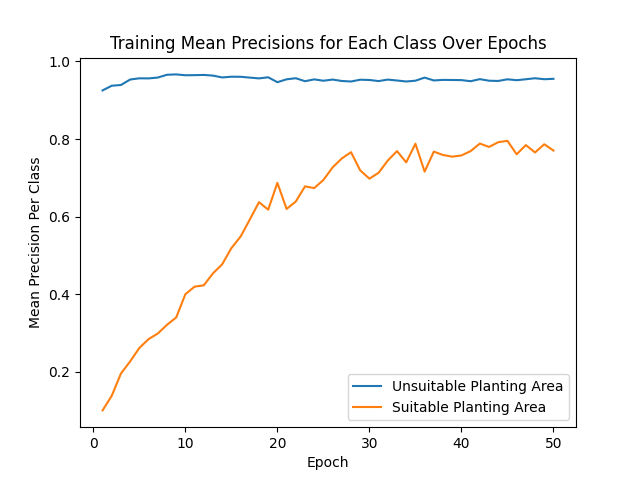 Training Mean Precisions for Each Class Over Epochs
Mean Precision Per Class
1.0
0.8
0.6
0.4
0.2
Unsuitable Planting Area
Suitable Planting Area
0 10 20 30 40 50
Epoch